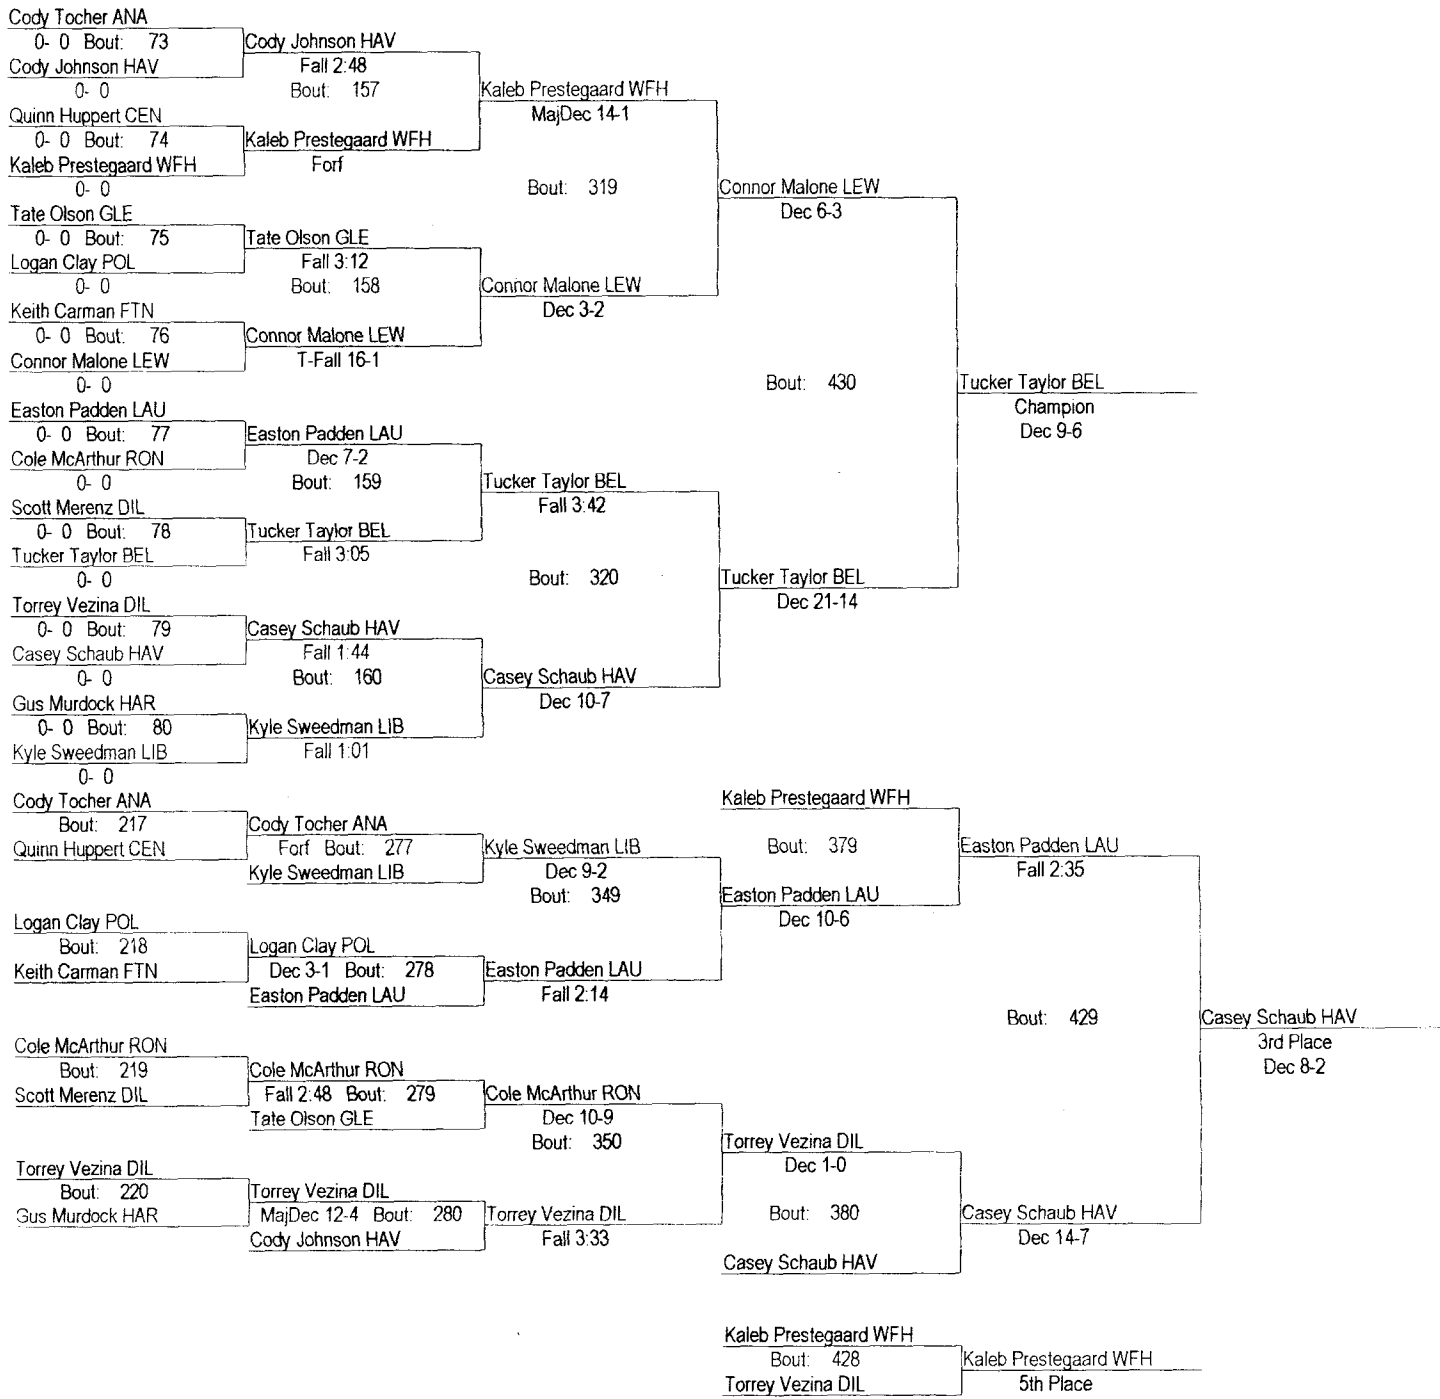 Cody Tocher ANA
0- 0 Bout: 73
Cody Johnson HAV
Cody Johnson HAV
Fall 2:48
0- 0
Bout: 157
Kaleb Prestegaard WFH
Quinn Huppert CEN
MajDec 14-1
0- 0 Bout: 74
Kaleb Prestegaard WFH
Kaleb Prestegaard WFH
Forf
0- 0
Bout: 319
Connor Malone LEW
Tate Olson GLE
Dec 6-3
0- 0 Bout: 75
Tate Olson GLE
Logan Clay POL
Fall 3:12
0- 0
Bout: 158
Connor Malone LEW
Keith Carman FTN
Dec 3-2
0- 0 Bout: 76
Connor Malone LEW
Connor Malone LEW
T-Fall 16-1
0- 0
Bout: 430
Tucker Taylor BEL
Easton Padden LAU
Champion
0- 0 Bout: 77
Easton Padden LAU
Dec 9-6
Cole McArthur RON
Dec 7-2
0- 0
Bout: 159
Tucker Taylor BEL
Scott Merenz DIL
Fall 3:42
0- 0 Bout: 78
Tucker Taylor BEL
Tucker Taylor BEL
Fall 3:05
0- 0
Bout: 320
Tucker Taylor BEL
Torrey Vezina DIL
Dec 21-14
0- 0 Bout: 79
Casey Schaub HAV
Casey Schaub HAV
Fall 1:44
0- 0
Bout: 160
Casey Schaub HAV
Gus Murdock HAR
Dec 10-7
0- 0 Bout: 80
Kyle Sweedman LIB
Kyle Sweedman LIB
Fall 1:01
0- 0
Cody Tocher ANA
Kaleb Prestegaard WFH
Bout: 217
Cody Tocher ANA
Quinn Huppert CEN
Forf Bout: 277
Kyle Sweedman LIB
Bout: 379
Easton Padden LAU
Kyle Sweedman LIB
Dec 9-2
Fall 2:35
Bout: 349
Easton Padden LAU
Logan Clay POL
Dec 10-6
Bout: 218
Logan Clay POL
Keith Carman FTN
Dec 3-1 Bout: 278
Easton Padden LAU
Easton Padden LAU
Fall 2:14
Bout: 429
Casey Schaub HAV
Cole McArthur RON
3rd Place
Bout: 219
Cole McArthur RON
Dec 8-2
Scott Merenz DIL
Fall 2:48 Bout: 279
Cole McArthur RON
Tate Olson GLE
Dec 10-9
Bout: 350
Torrey Vezina DIL
Torrey Vezina DIL
Dec 1-0
Bout: 220
Torrey Vezina DIL
Gus Murdock HAR
MajDec 12-4 Bout: 280
Torrey Vezina DIL
Bout: 380
Casey Schaub HAV
Cody Johnson HAV
Fall 3:33
Dec 14-7
Casey Schaub HAV
Kaleb Prestegaard WFH
Bout: 428
Kaleb Prestegaard WFH
Torrey Vezina DIL
5th Place